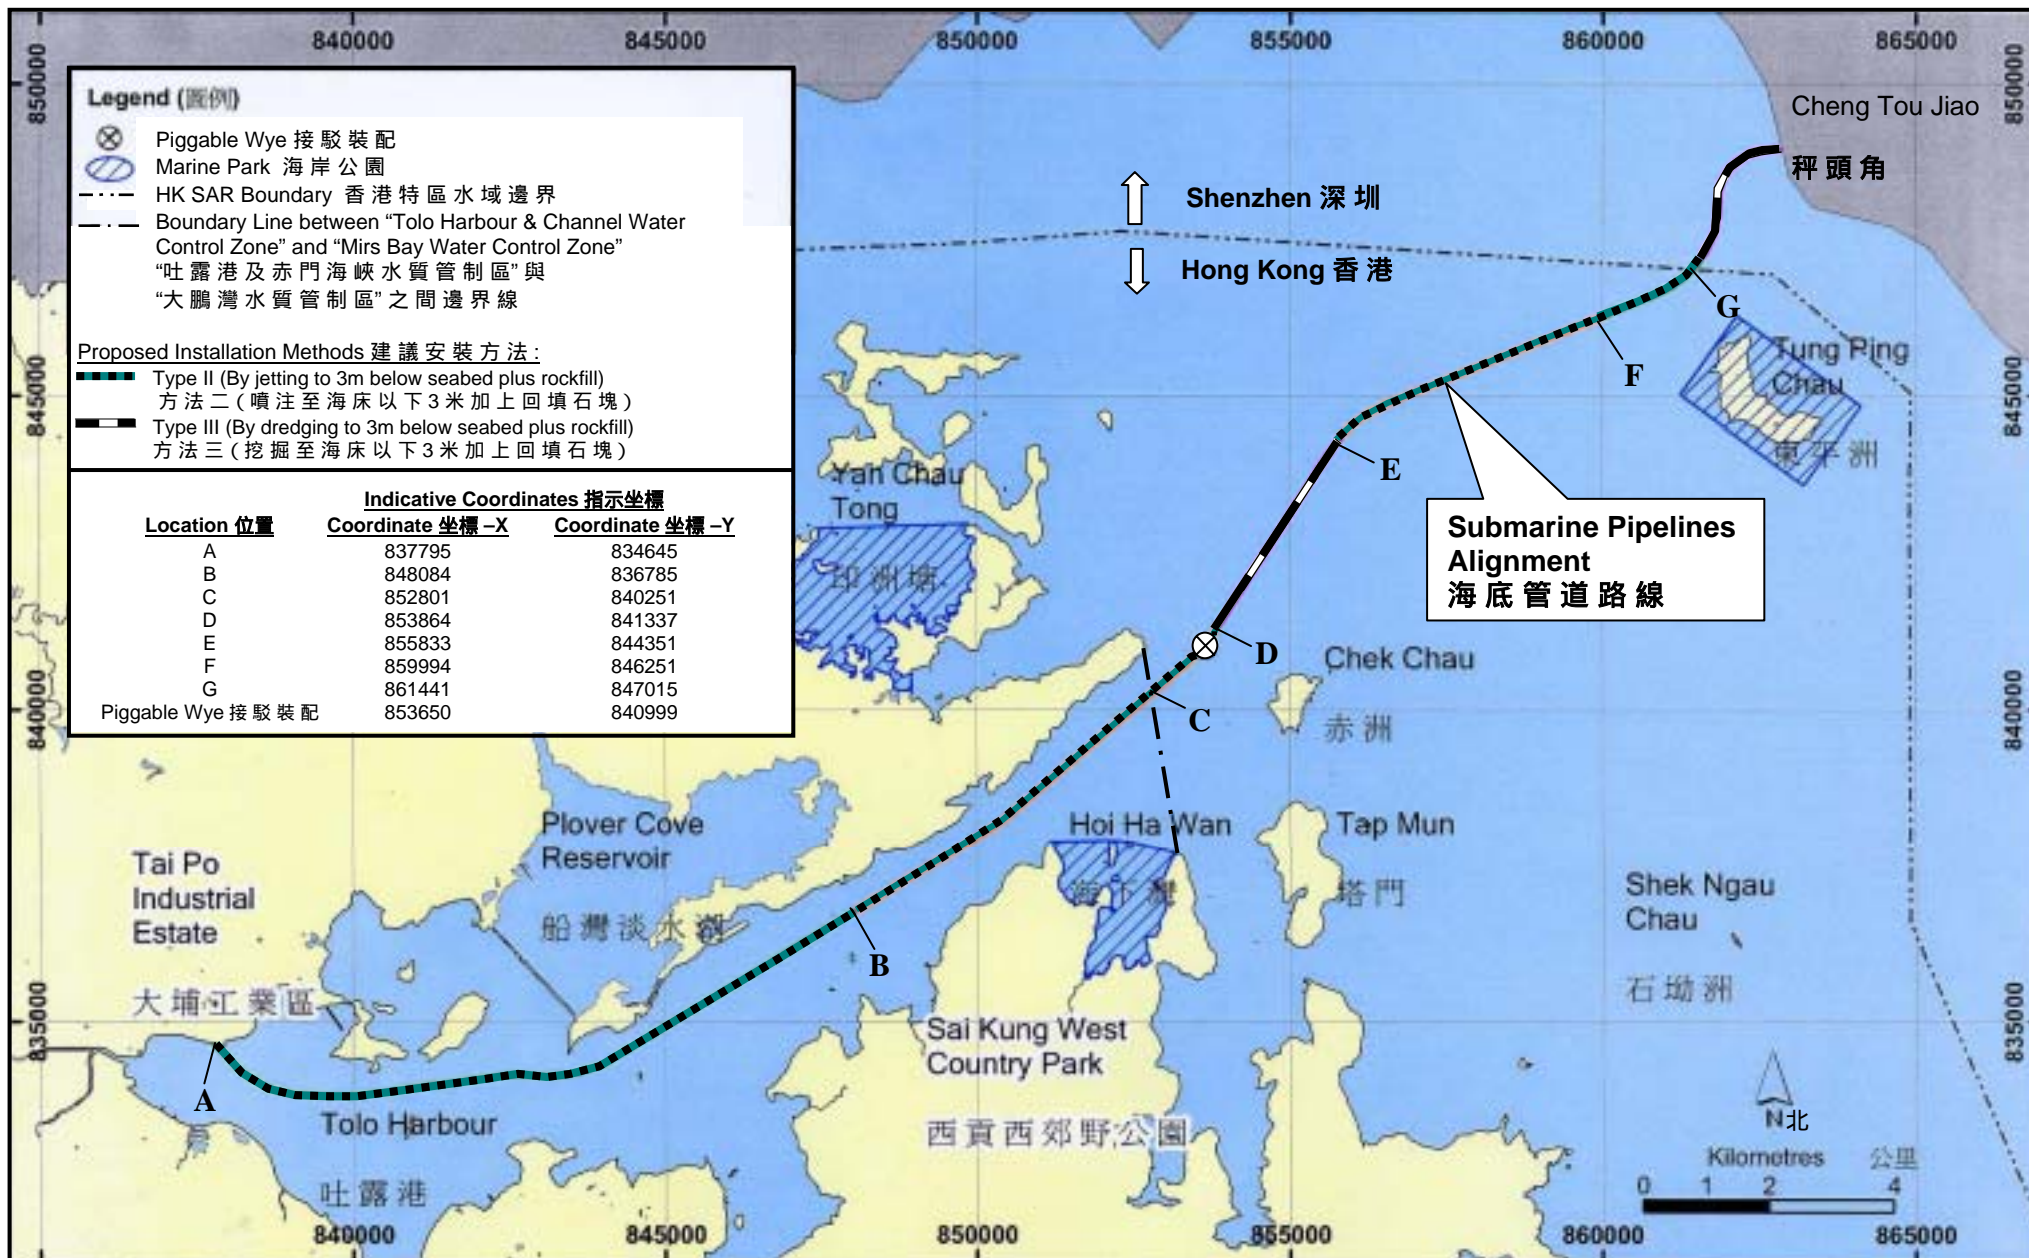 840000 845000 850000 855000 860000 865000
850000
850000
Legend (圖例)
Piggable Wye 接駁裝配
Marine Park 海岸公園
HK SAR Boundary 香港特區水域邊界
Boundary Line between “Tolo Harbour & Channel Water
Control Zone” and “Mirs Bay Water Control Zone”
“吐露港及赤門海峽水質管制區”與
“大鵬灣水質管制區”之間邊界線
Proposed Installation Methods 建議安裝方法:
Type II (By jetting to 3m below seabed plus rockfill)
方法二(噴注至海床以下3米加上回填石塊)
Type III (By dredging to 3m below seabed plus rockfill)
方法三(挖掘至海床以下3米加上回填石塊)
Indicative Coordinates 指示坐標
Location 位置 Coordinate 坐標 –X Coordinate 坐標 –Y
A 837795 834645
B 848084 836785
C 852801 840251
D 853864 841337
E 855833 844351
F 859994 846251
G 861441 847015
Piggable Wye 接駁裝配 853650 840999
Cheng Tou Jiao
秤頭角
Shenzhen 深圳
Hong Kong 香港
G
F
E
D
C
B
A
Tung Ping
Chau
東平洲
845000
845000
Submarine Pipelines
Alignment
海底管道路線
Yan Chau
Tong
印洲塘
Chek Chau
赤洲
840000
840000
Plover Cove
Reservoir
船灣淡水湖
Hoi Ha Wan
海下灣
Tap Mun
塔門
Tai Po
Industrial
Estate
大埔工業區
Shek Ngau
Chau
石坳洲
835000
835000
Sai Kung West
Country Park
西貢西郊野公園
Tolo Harbour
吐露港
N北
Kilometres 公里
0 1 2 4
840000 845000 850000 855000 860000 865000